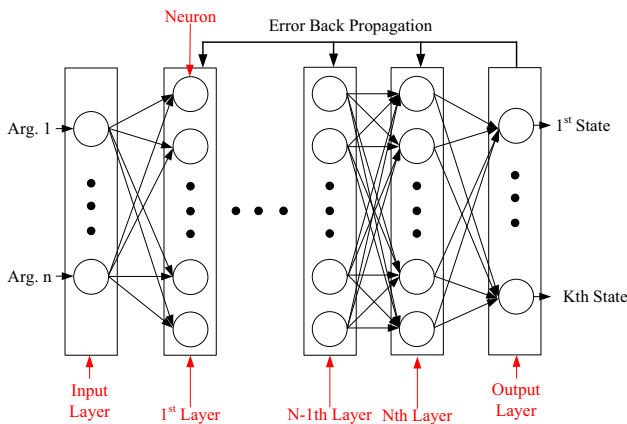 Neuron
Error Back Propagation
Arg. 1
1st State
Arg. n
Kth State
Input
Layer
1st Layer
N-1th Layer
Nth Layer
Output
Layer